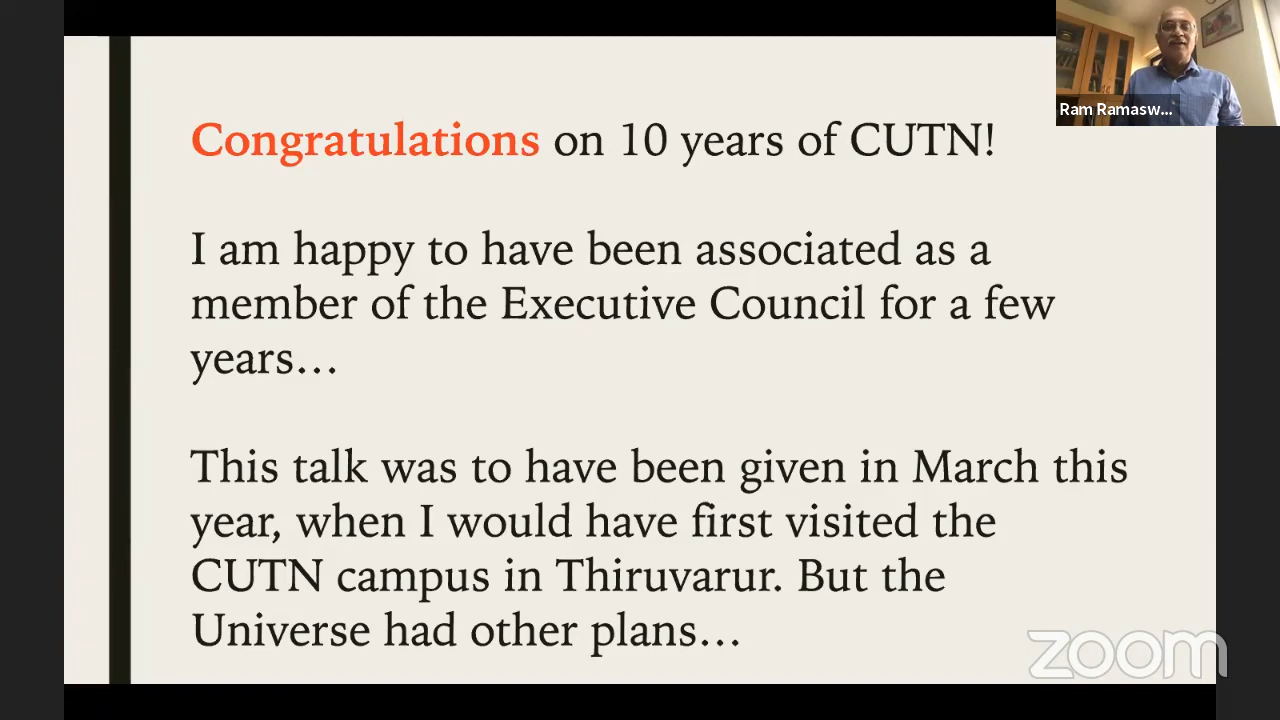 Congratulations on 10 years of CUTN!
I am happy to have been associated as a
member of the Executive Council for a few
years…
This talk was to have been given in March this
year, when I would have first visited the
CUTN campus in Thiruvarur. But the
Universe had other plans…
Ram Ramasw...
zoom